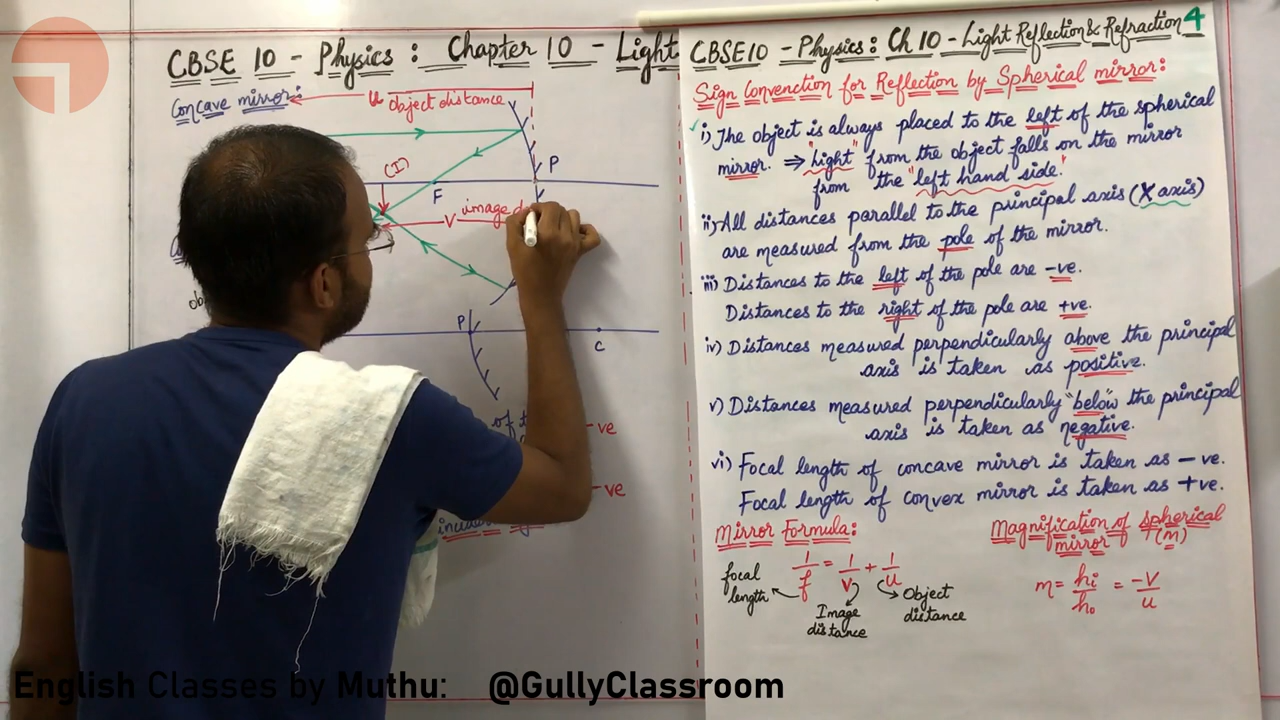 CBSE 10 - Physics : Chapter 10 - Light
Concave mirror:
u object distance
P
(I)
F
V image
P
C
of
-ve
-ve
CBSE10 - Physics: Ch 10 - Light Reflection & Refraction 4
Sign Convenction for Reflection by Spherical mirror:
i) The object is always placed to the left of the spherical
mirror. ⇒ "Light" from the object falls on the mirror
from the "left hand side."
ii) All distances parallel to the principal axis (X axis)
are measured from the pole of the mirror.
iii) Distances to the left of the pole are -ve.
Distances to the right of the pole are +ve.
iv) Distances measured perpendicularly above the principal
axis is taken as positive.
v) Distances measured perpendicularly "below" the principal
axis is taken as negative.
vi) Focal length of concave mirror is taken as - ve.
Focal length of convex mirror is taken as +ve.
Mirror Formula:
1/f = 1/v + 1/u
focal
length
Image
distance
Object
distance
Magnification of spherical
mirror (m)
m = hi/ho = -v/u
English Classes by Muthu: @GullyClassroom